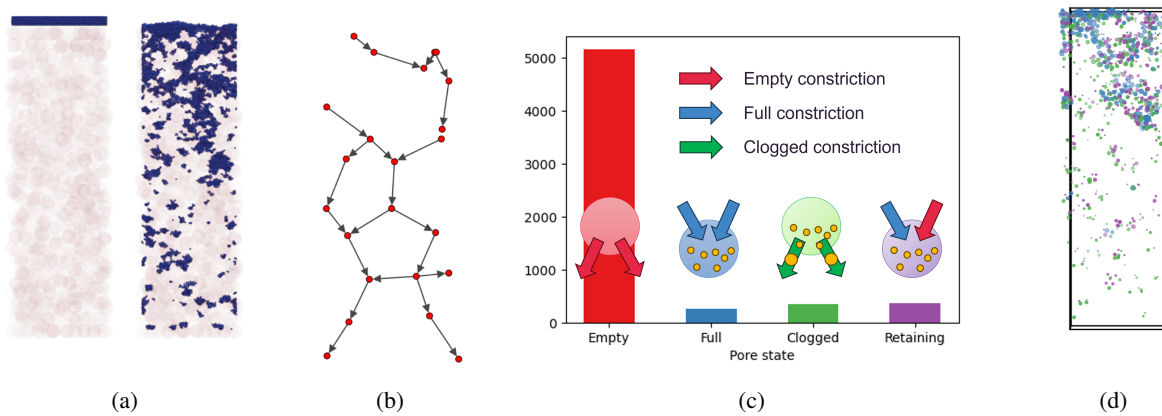 5000
4000
3000
2000
1000
0
Empty constriction
Full constriction
Clogged constriction
Empty
Full
Clogged
Retaining
Pore state
(a)
(b)
(c)
(d)